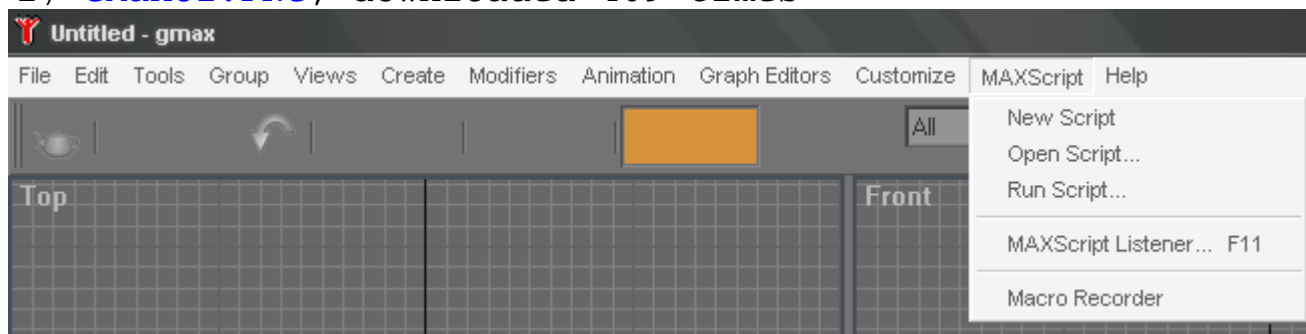 Untitled - gmax
File Edit Tools Group Views Create Modifiers Animation Graph Editors Customize MAXScript Help
All
New Script
Open Script...
Run Script...
MAXScript Listener... F11
Macro Recorder
Top
Front